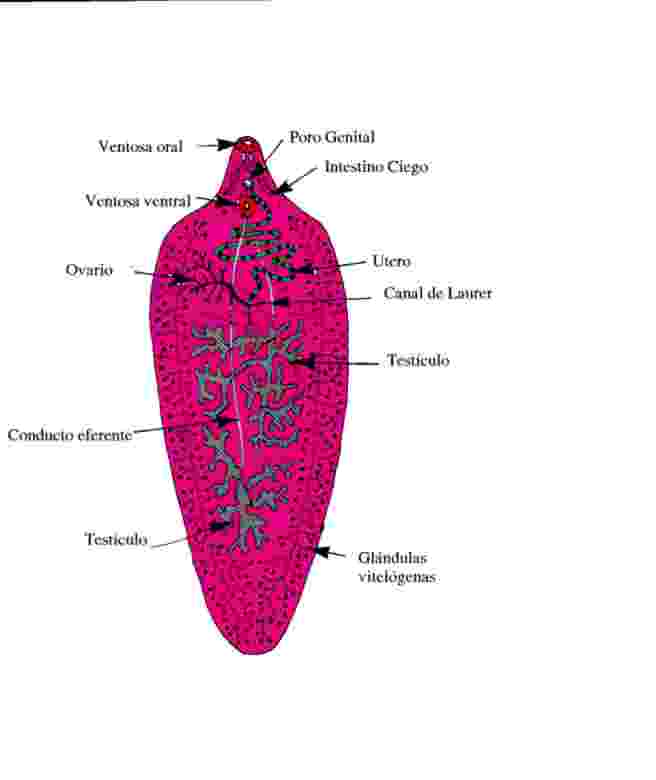 Ventosa oral
Poro Genital
Intestino Ciego
Ventosa ventral
Ovario
Utero
Canal de Laurer
Testículo
Conducto eferente
Testículo
Glándulas
vitelógenas